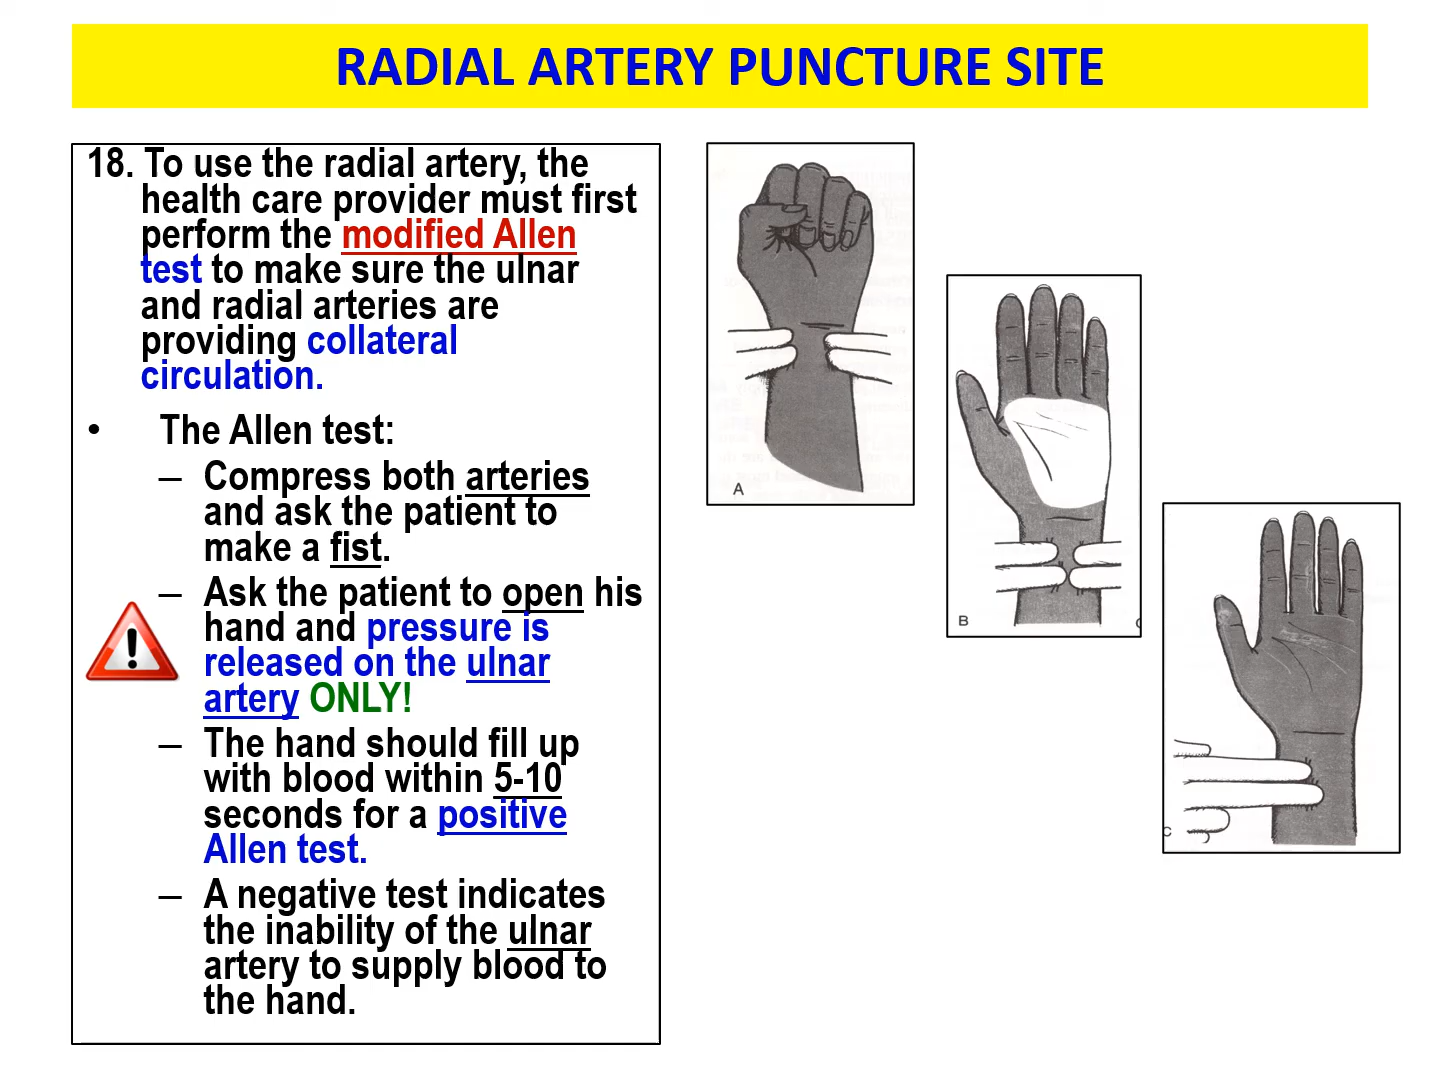 RADIAL ARTERY PUNCTURE SITE
18. To use the radial artery, the
health care provider must first
perform the modified Allen
test to make sure the ulnar
and radial arteries are
providing collateral
circulation.
• The Allen test:
– Compress both arteries
and ask the patient to
make a fist.
– Ask the patient to open his
hand and pressure is
released on the ulnar
artery ONLY!
– The hand should fill up
with blood within 5-10
seconds for a positive
Allen test.
– A negative test indicates
the inability of the ulnar
artery to supply blood to
the hand.
A
B
C